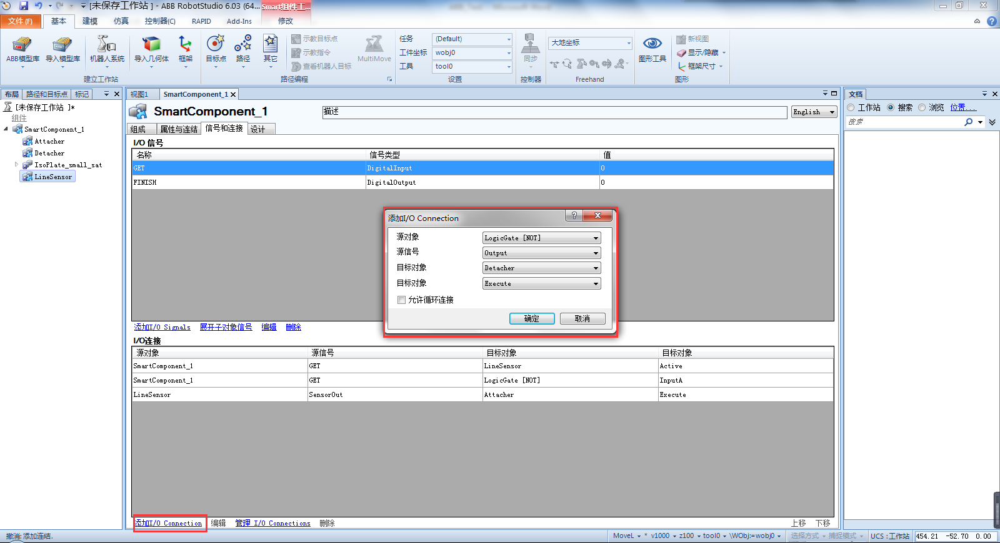 [未保存工作站 ] - ABB RobotStudio 6.03 (64... Smart组件工...
文件(F) 基本 建模 仿真 控制器(C) RAPID Add-Ins 修改
ABB模型库 导入模型库 机器人系统 导入几何体 框架
建立工作站
目标点 路径 其它
示教目标点
示教指令
查看机器人目标
MultiMove
路径编程
任务 (Default)
工件坐标 wobj0
工具 tool0
设置
同步
控制器
大地坐标
Freehand
图形工具
新视图
显示/隐藏
框架尺寸
图形
布局 路径和目标点 标记
[未保存工作站 ]*
组件
SmartComponent_1
Attacher
Detacher
IsoPlate_small_sat
LineSensor
视图1 SmartComponent_1
SmartComponent_1 描述 English
组成 属性与连结 信号和连接 设计
I/O 信号
名称 信号类型 值
GET DigitalInput 0
FINISH DigitalOutput 0
添加I/O Connection
源对象 LogicGate [NOT]
源信号 Output
目标对象 Detacher
目标对象 Execute
允许循环连接
确定 取消
添加I/O Signals 展开子对象信号 编辑 删除
I/O连接
源对象 源信号 目标对象 目标对象
SmartComponent_1 GET LineSensor Active
SmartComponent_1 GET LogicGate [NOT] InputA
LineSensor SensorOut Attacher Execute
添加I/O Connection 编辑 管理 I/O Connections 删除 上移 下移
文档
工作站 搜索 浏览 位置...
搜索
撤消:添加连结.
MoveL * v1000 z100 tool0 \WObj:=wobj0 选择方式 捕捉模式 UCS :工作站 454.21 -52.70 0.00